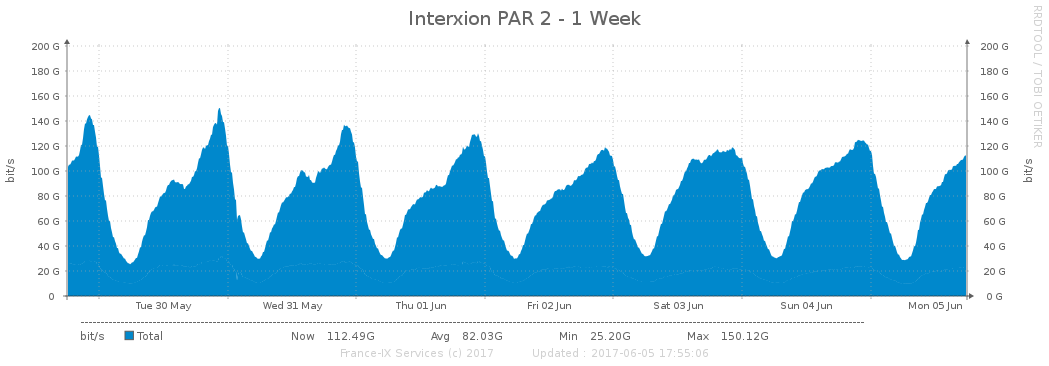 Interxion PAR 2 - 1 Week
RRDTOOL / TOBI OETIKER
bit/s
200 G
180 G
160 G
140 G
120 G
100 G
80 G
60 G
40 G
20 G
0
200 G
180 G
160 G
140 G
120 G
100 G
80 G
60 G
40 G
20 G
0 G
bit/s
Tue 30 May Wed 31 May Thu 01 Jun Fri 02 Jun Sat 03 Jun Sun 04 Jun Mon 05 Jun
bit/s Total Now 112.49G Avg 82.03G Min 25.20G Max 150.12G
France-IX Services (c) 2017 Updated : 2017-06-05 17:55:06